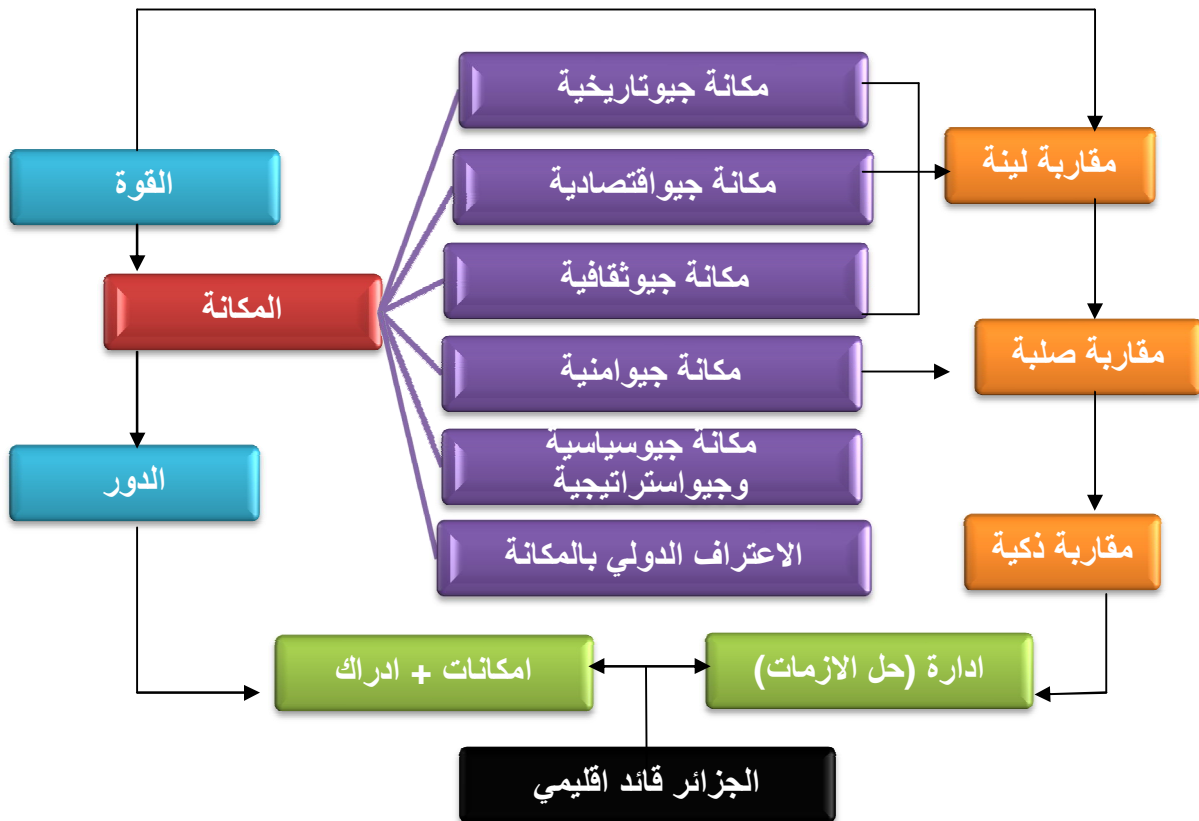 مكانة جيوتاريخية
مقاربة لينة
مكانة جيواقتصادية
القوة
مكانة جيوثقافية
المكانة
مقاربة صلبة
مكانة جيوامنية
مكانة جيوسياسية
وجيواستراتيجية
الدور
مقاربة ذكية
الاعتراف الدولي بالمكانة
ادارة (حل الازمات)
امكانات + ادراك
الجزائر قائد اقليمي